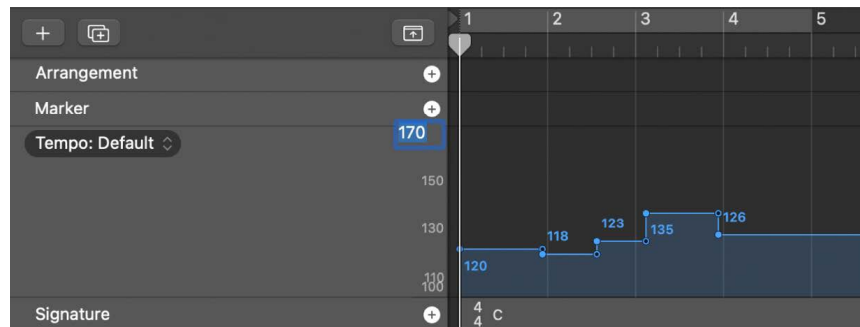 1 2 3 4 5
Arrangement
Marker
170
Tempo: Default
150
130
110
100
120
118
123
135
126
Signature
4
4 C